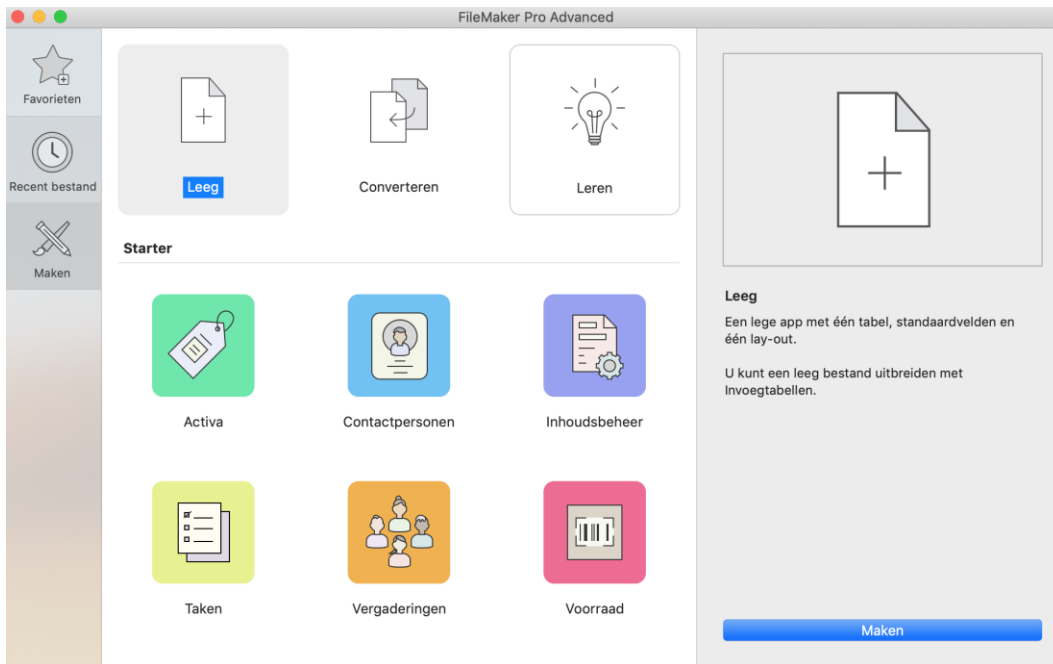 FileMaker Pro Advanced
Favorieten
Recent bestand
Maken
Leeg
Converteren
Leren
Starter
Activa
Contactpersonen
Inhoudsbeheer
Taken
Vergaderingen
Voorraad
Leeg
Een lege app met één tabel, standaardvelden en
één lay-out.
U kunt een leeg bestand uitbreiden met
Invoegtabellen.
Maken